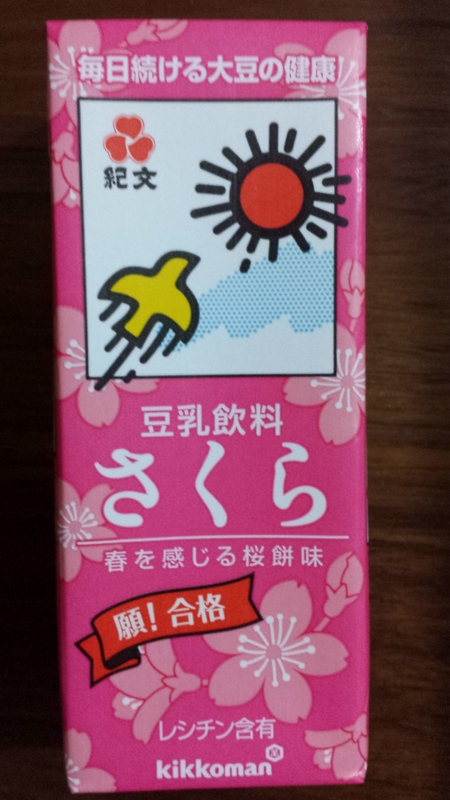 毎日続ける大豆の健康
紀文
豆乳飲料
さくら
春を感じる桜餅味
願!合格
レシチン含有
kikkoman